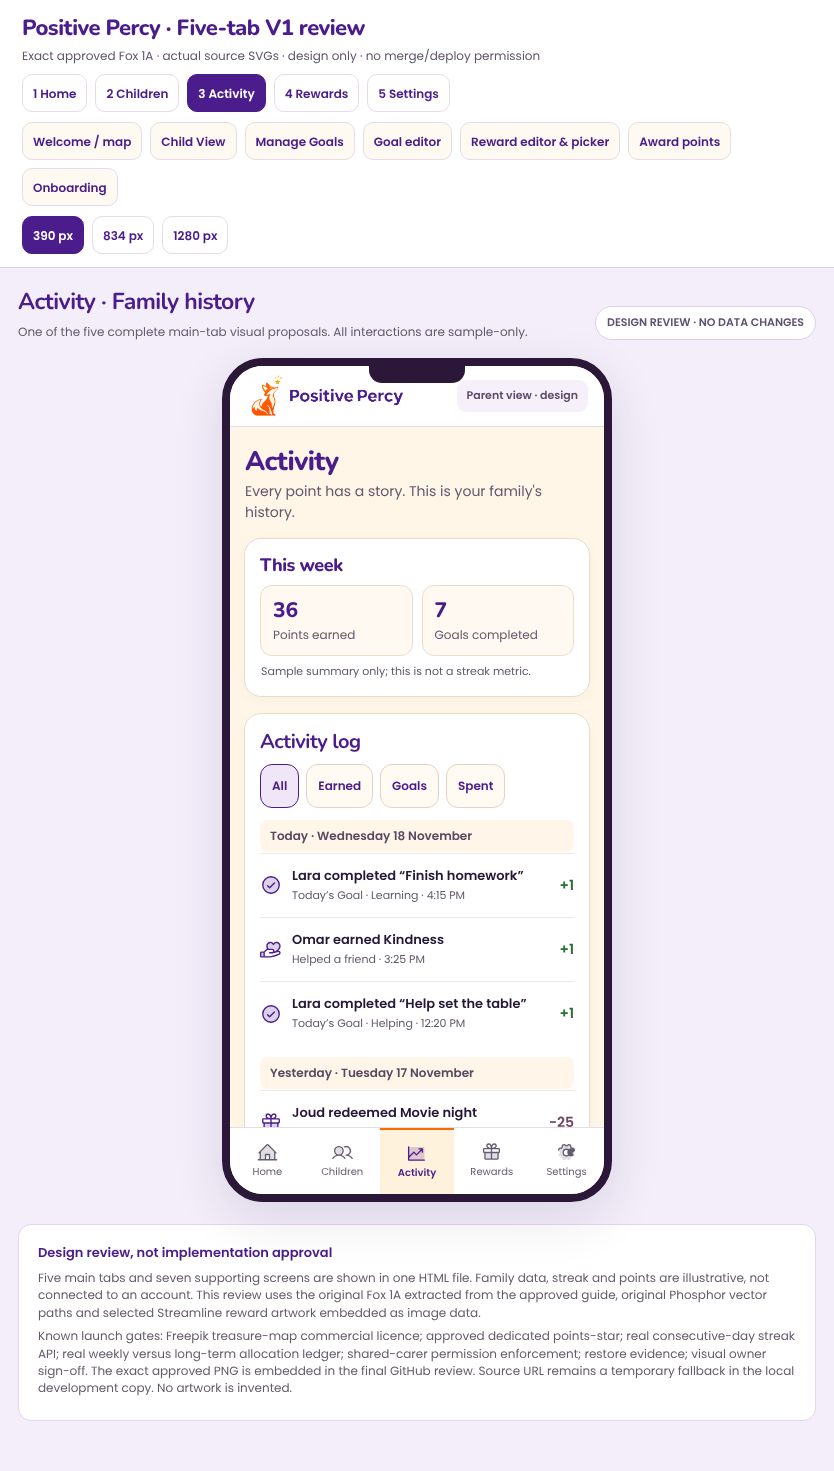 Positive Percy · Five-tab V1 review
Exact approved Fox 1A · actual source SVGs · design only · no merge/deploy permission
1 Home
2 Children
3 Activity
4 Rewards
5 Settings
Welcome / map
Child View
Manage Goals
Goal editor
Reward editor & picker
Award points
Onboarding
390 px
834 px
1280 px
Activity · Family history
One of the five complete main-tab visual proposals. All interactions are sample-only.
DESIGN REVIEW · NO DATA CHANGES
Positive Percy
Parent view · design
Activity
Every point has a story. This is your family's
history.
This week
36
Points earned
7
Goals completed
Sample summary only; this is not a streak metric.
Activity log
All
Earned
Goals
Spent
Today · Wednesday 18 November
Lara completed “Finish homework”
Today’s Goal · Learning · 4:15 PM
+1
Omar earned Kindness
Helped a friend · 3:25 PM
+1
Lara completed “Help set the table”
Today’s Goal · Helping · 12:20 PM
+1
Yesterday · Tuesday 17 November
Joud redeemed Movie night
-25
Home
Children
Activity
Rewards
Settings
Design review, not implementation approval
Five main tabs and seven supporting screens are shown in one HTML file. Family data, streak and points are illustrative, not
connected to an account. This review uses the original Fox 1A extracted from the approved guide, original Phosphor vector
paths and selected Streamline reward artwork embedded as image data.
Known launch gates: Freepik treasure-map commercial licence; approved dedicated points-star; real consecutive-day streak
API; real weekly versus long-term allocation ledger; shared-carer permission enforcement; restore evidence; visual owner
sign-off. The exact approved PNG is embedded in the final GitHub review. Source URL remains a temporary fallback in the local
development copy. No artwork is invented.